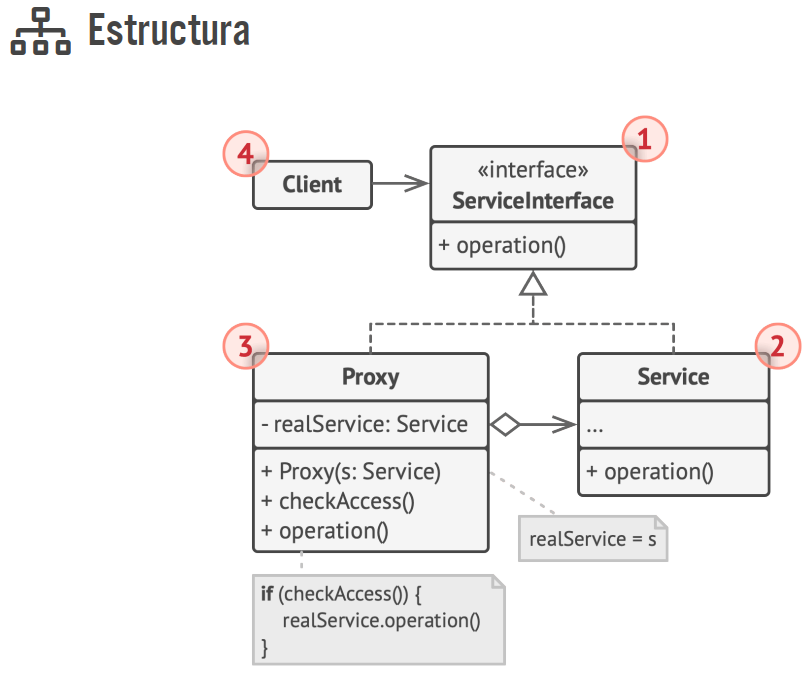 Estructura
4
Client
1
«interface»
ServiceInterface
+ operation()
3
Proxy
- realService: Service
+ Proxy(s: Service)
+ checkAccess()
+ operation()
2
Service
...
+ operation()
realService = s
if (checkAccess()) {
realService.operation()
}